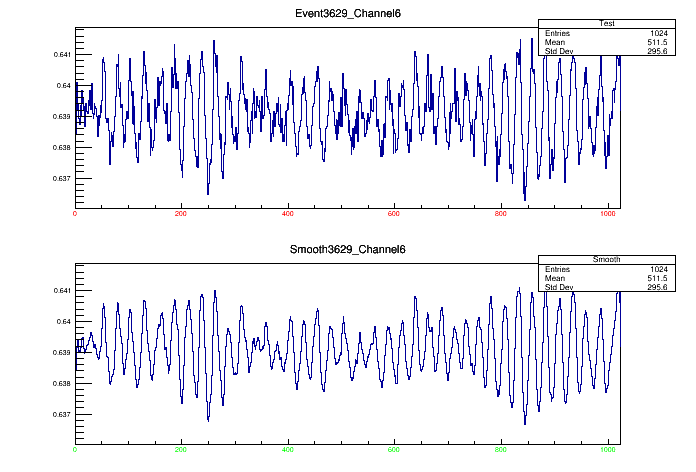 Event3629_Channel6
Test
Entries 1024
Mean 511.5
Std Dev 295.6
0.641
0.64
0.639
0.638
0.637
0 200 400 600 800 1000
Smooth3629_Channel6
Smooth
Entries 1024
Mean 511.5
Std Dev 295.6
0.641
0.64
0.639
0.638
0.637
0 200 400 600 800 1000